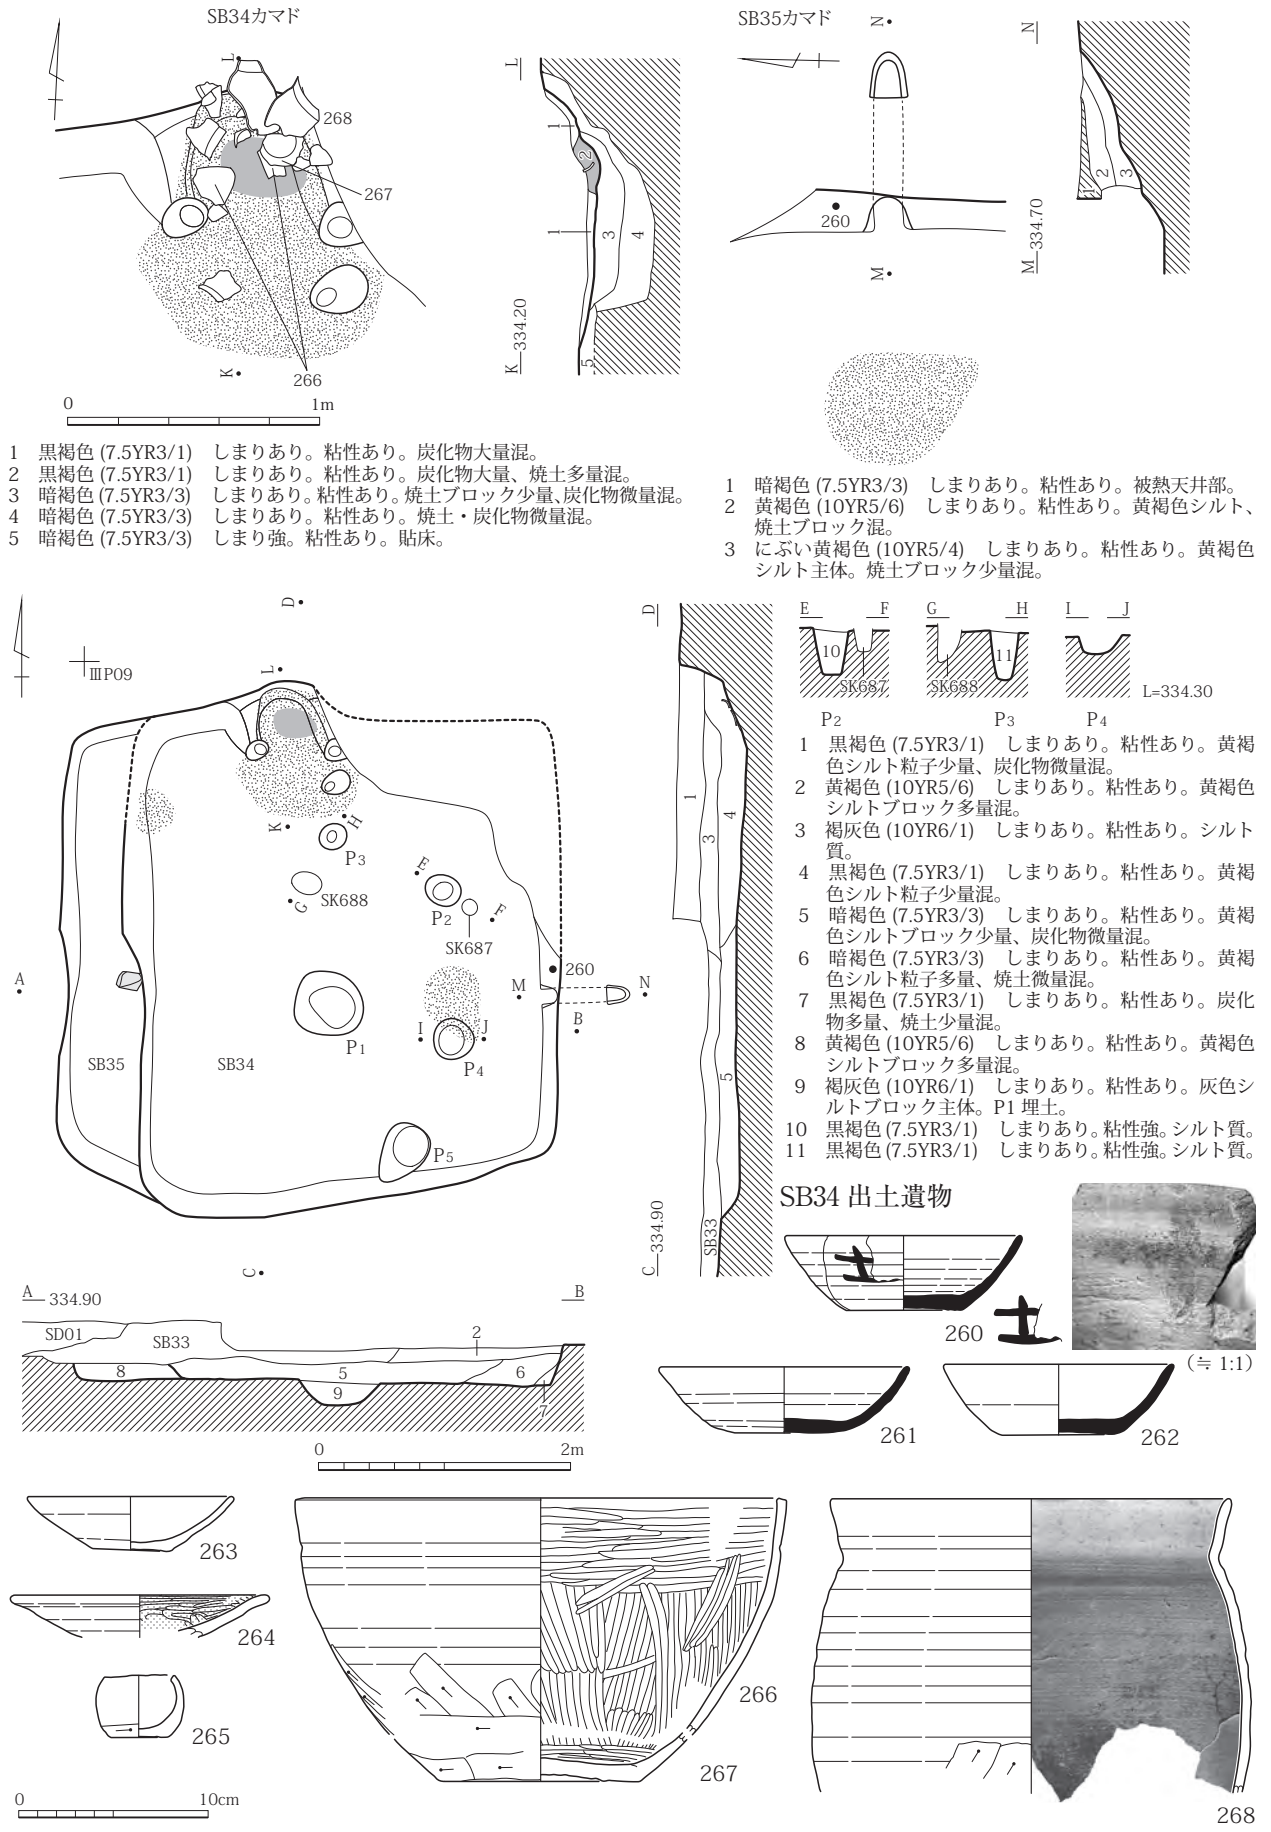 SB34カマド
L
268
267
266
K
0 1m
L
1
2
1
3
4
5
K 334.20
SB35カマド
N
260
M
N
1
2
3
M 334.70
1 黒褐色 (7.5YR3/1) しまりあり。粘性あり。炭化物大量混。
2 黒褐色 (7.5YR3/1) しまりあり。粘性あり。炭化物大量、焼土多量混。
3 暗褐色 (7.5YR3/3) しまりあり。粘性あり。焼土ブロック少量、炭化物微量混。
4 暗褐色 (7.5YR3/3) しまりあり。粘性あり。焼土・炭化物微量混。
5 暗褐色 (7.5YR3/3) しまり強。粘性あり。貼床。
1 暗褐色 (7.5YR3/3) しまりあり。粘性あり。被熱天井部。
2 黄褐色 (10YR5/6) しまりあり。粘性あり。黄褐色シルト、
焼土ブロック混。
3 にぶい黄褐色 (10YR5/4) しまりあり。粘性あり。黄褐色
シルト主体。焼土ブロック少量混。
D
ⅢP09
L
K
H
P3
G
SK688
E
P2
F
SK687
A
260
M
N
B
I
J
P1
P4
SB35
SB34
P5
C
D
1
3
4
5
SB33
C 334.90
E F G H I J
10
SK687
SK688
11
L=334.30
P2 P3 P4
1 黒褐色 (7.5YR3/1) しまりあり。粘性あり。黄褐
色シルト粒子少量、炭化物微量混。
2 黄褐色 (10YR5/6) しまりあり。粘性あり。黄褐色
シルトブロック多量混。
3 褐灰色 (10YR6/1) しまりあり。粘性あり。シルト
質。
4 黒褐色 (7.5YR3/1) しまりあり。粘性あり。黄褐
色シルト粒子少量混。
5 暗褐色 (7.5YR3/3) しまりあり。粘性あり。黄褐
色シルトブロック少量、炭化物微量混。
6 暗褐色 (7.5YR3/3) しまりあり。粘性あり。黄褐
色シルト粒子多量、焼土微量混。
7 黒褐色 (7.5YR3/1) しまりあり。粘性あり。炭化
物多量、焼土少量混。
8 黄褐色 (10YR5/6) しまりあり。粘性あり。黄褐色
シルトブロック多量混。
9 褐灰色 (10YR6/1) しまりあり。粘性あり。灰色シ
ルトブロック主体。P1 埋土。
10 黒褐色 (7.5YR3/1) しまりあり。粘性強。シルト質。
11 黒褐色 (7.5YR3/1) しまりあり。粘性強。シルト質。
A 334.90 B
SD01
SB33
2
8
5
6
9
7
0 2m
SB34 出土遺物
260
(≒ 1:1)
261
262
263
264
265
266
267
268
0 10cm